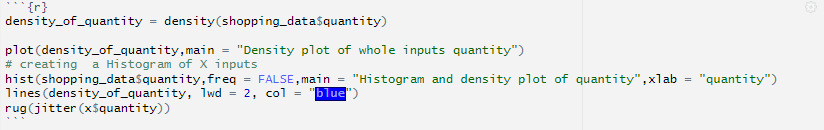 ```{r}
density_of_quantity = density(shopping_data$quantity)
plot(density_of_quantity,main = "Density plot of whole inputs quantity")
# creating  a Histogram of X inputs
hist(shopping_data$quantity,freq = FALSE,main = "Histogram and density plot of quantity",xlab = "quantity")
lines(density_of_quantity, lwd = 2, col = "blue")
rug(jitter(x$quantity))
```